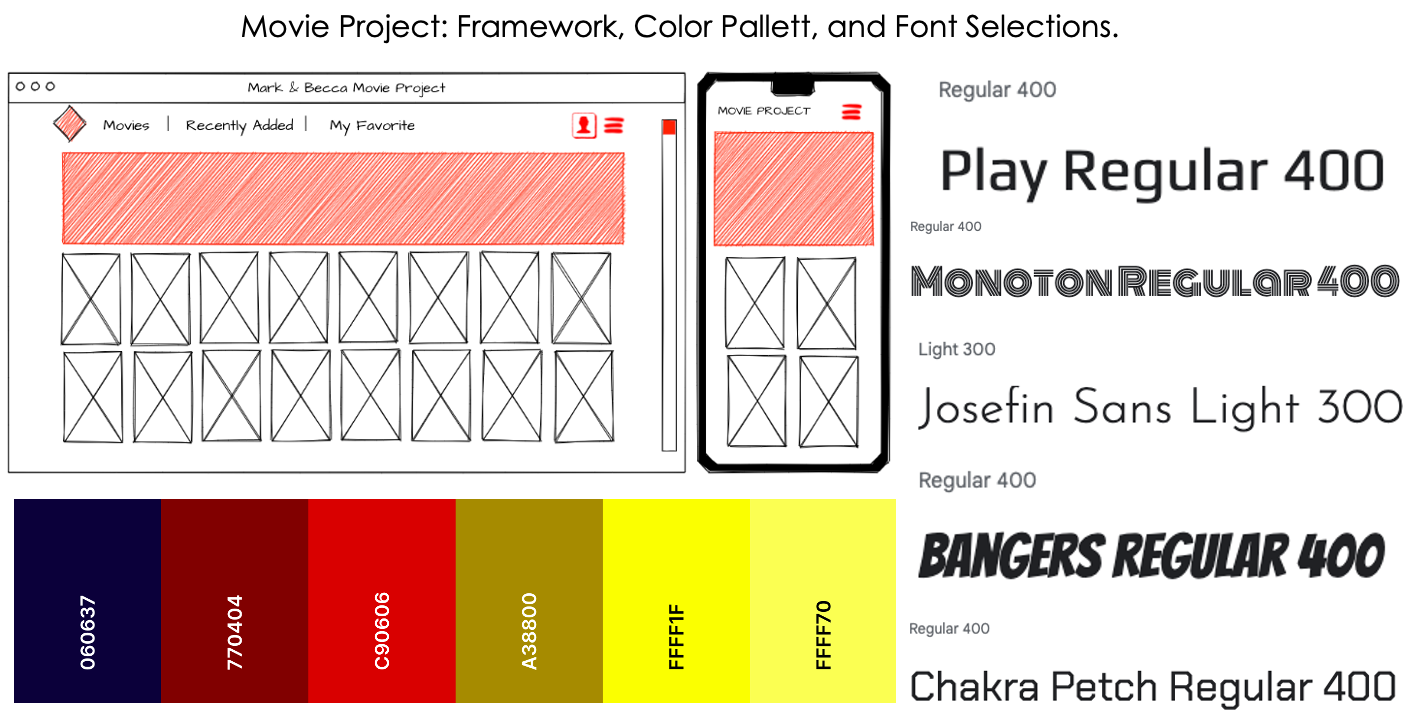 Movie Project: Framework, Color Pallett, and Font Selections.
Mark & Becca Movie Project
Movies | Recently Added | My Favorite
MOVIE PROJECT
Regular 400
Play Regular 400
Regular 400
Monoton Regular 400
Light 300
Josefin Sans Light 300
Regular 400
BANGERS REGULAR 400
Regular 400
Chakra Petch Regular 400
060637
770404
C90606
A38800
FFFF1F
FFFF70